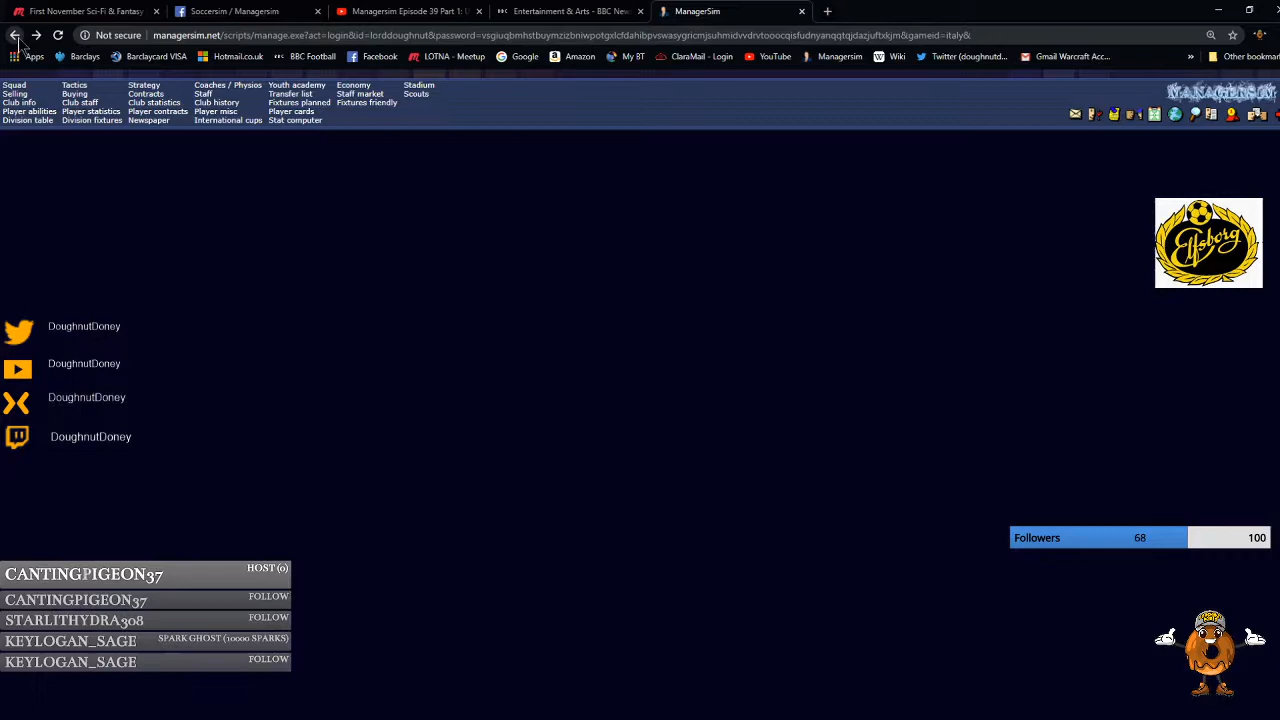 First November Sci-Fi & Fantasy
Soccersim / Managersim
Managersim Episode 39 Part 1: U
BBC Entertainment & Arts - BBC New
ManagerSim
Not secure managersim.net/scripts/manage.exe?act=login&id=lorddoughnut&password=vsgiuqbmhstbuymzizbniwpotgxlcfdahibpvswasygricmjsuhmidvvdrvtooocqisfudnyanqqtqjdazjuftxkjm&gameid=italy&
Apps Barclays Barclaycard VISA Hotmail.co.uk BBC BBC Football Facebook LOTNA - Meetup Google Amazon My BT ClaraMail - Login YouTube Managersim W Wiki Twitter (doughnutd... Gmail Warcraft Acc... » Other bookmar
Squad Tactics Strategy Coaches / Physios Youth academy Economy Stadium
Selling Buying Contracts Staff Transfer list Staff market Scouts
Club info Club staff Club statistics Club history Fixtures planned Fixtures friendly
Player abilities Player statistics Player contracts Player misc Player cards
Division table Division fixtures Newspaper International cups Stat computer
MANAGERSIM
Elfsborg
DoughnutDoney
DoughnutDoney
DoughnutDoney
DoughnutDoney
Followers 68 100
CANTINGPIGEON37 HOST (6)
CANTINGPIGEON37 FOLLOW
STARLITHYDRA308 FOLLOW
KEYLOGAN_SAGE SPARK GHOST (10000 SPARKS)
KEYLOGAN_SAGE FOLLOW